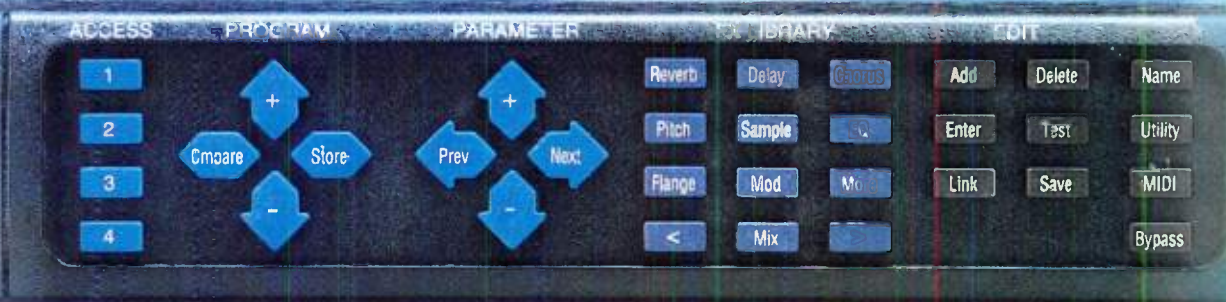 ACCESS PROGRAM PARAMETER LIBRARY EDIT
1 + + Reverb Delay Chorus Add Delete Name
2 Cmpare Store Prev Next Pitch Sample Enter Test Utility
3 - - Flange Mod Link Save MIDI
4 < Mix Bypass